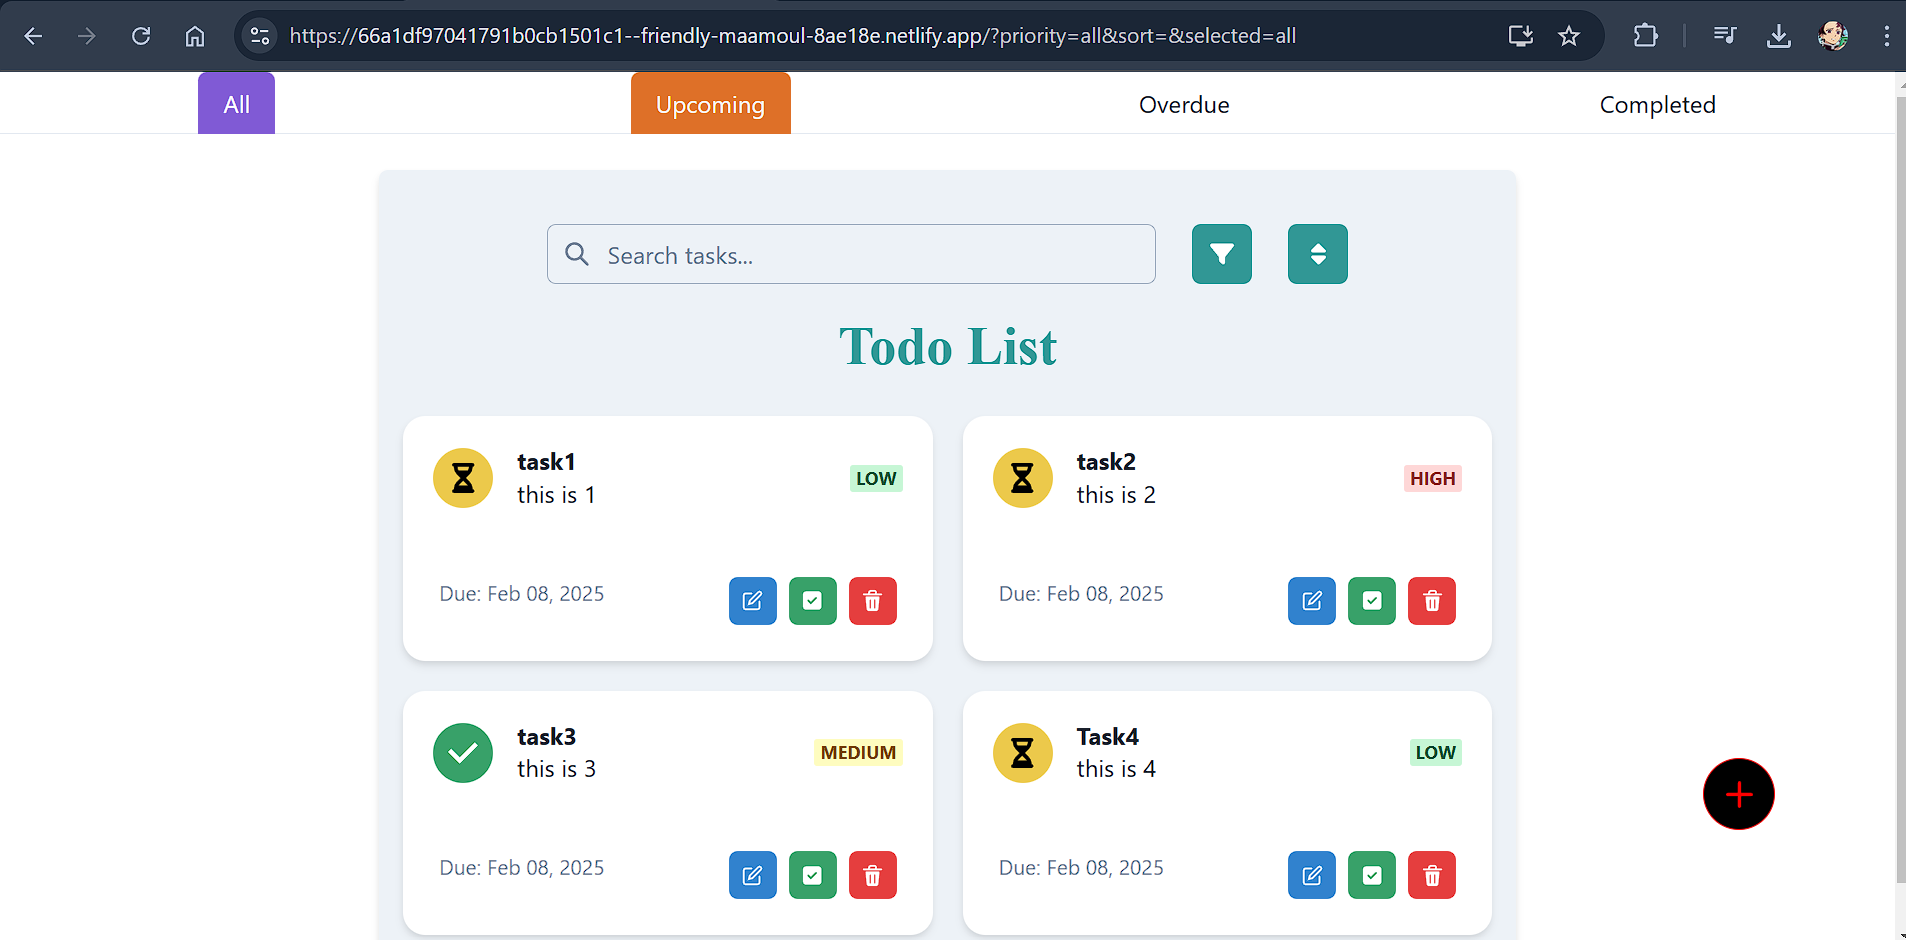 https://66a1df97041791b0cb1501c1--friendly-maamoul-8ae18e.netlify.app/?priority=all&sort=&selected=all
All Upcoming Overdue Completed
Search tasks...
Todo List
task1
this is 1
LOW
Due: Feb 08, 2025
task2
this is 2
HIGH
Due: Feb 08, 2025
task3
this is 3
MEDIUM
Due: Feb 08, 2025
Task4
this is 4
LOW
Due: Feb 08, 2025